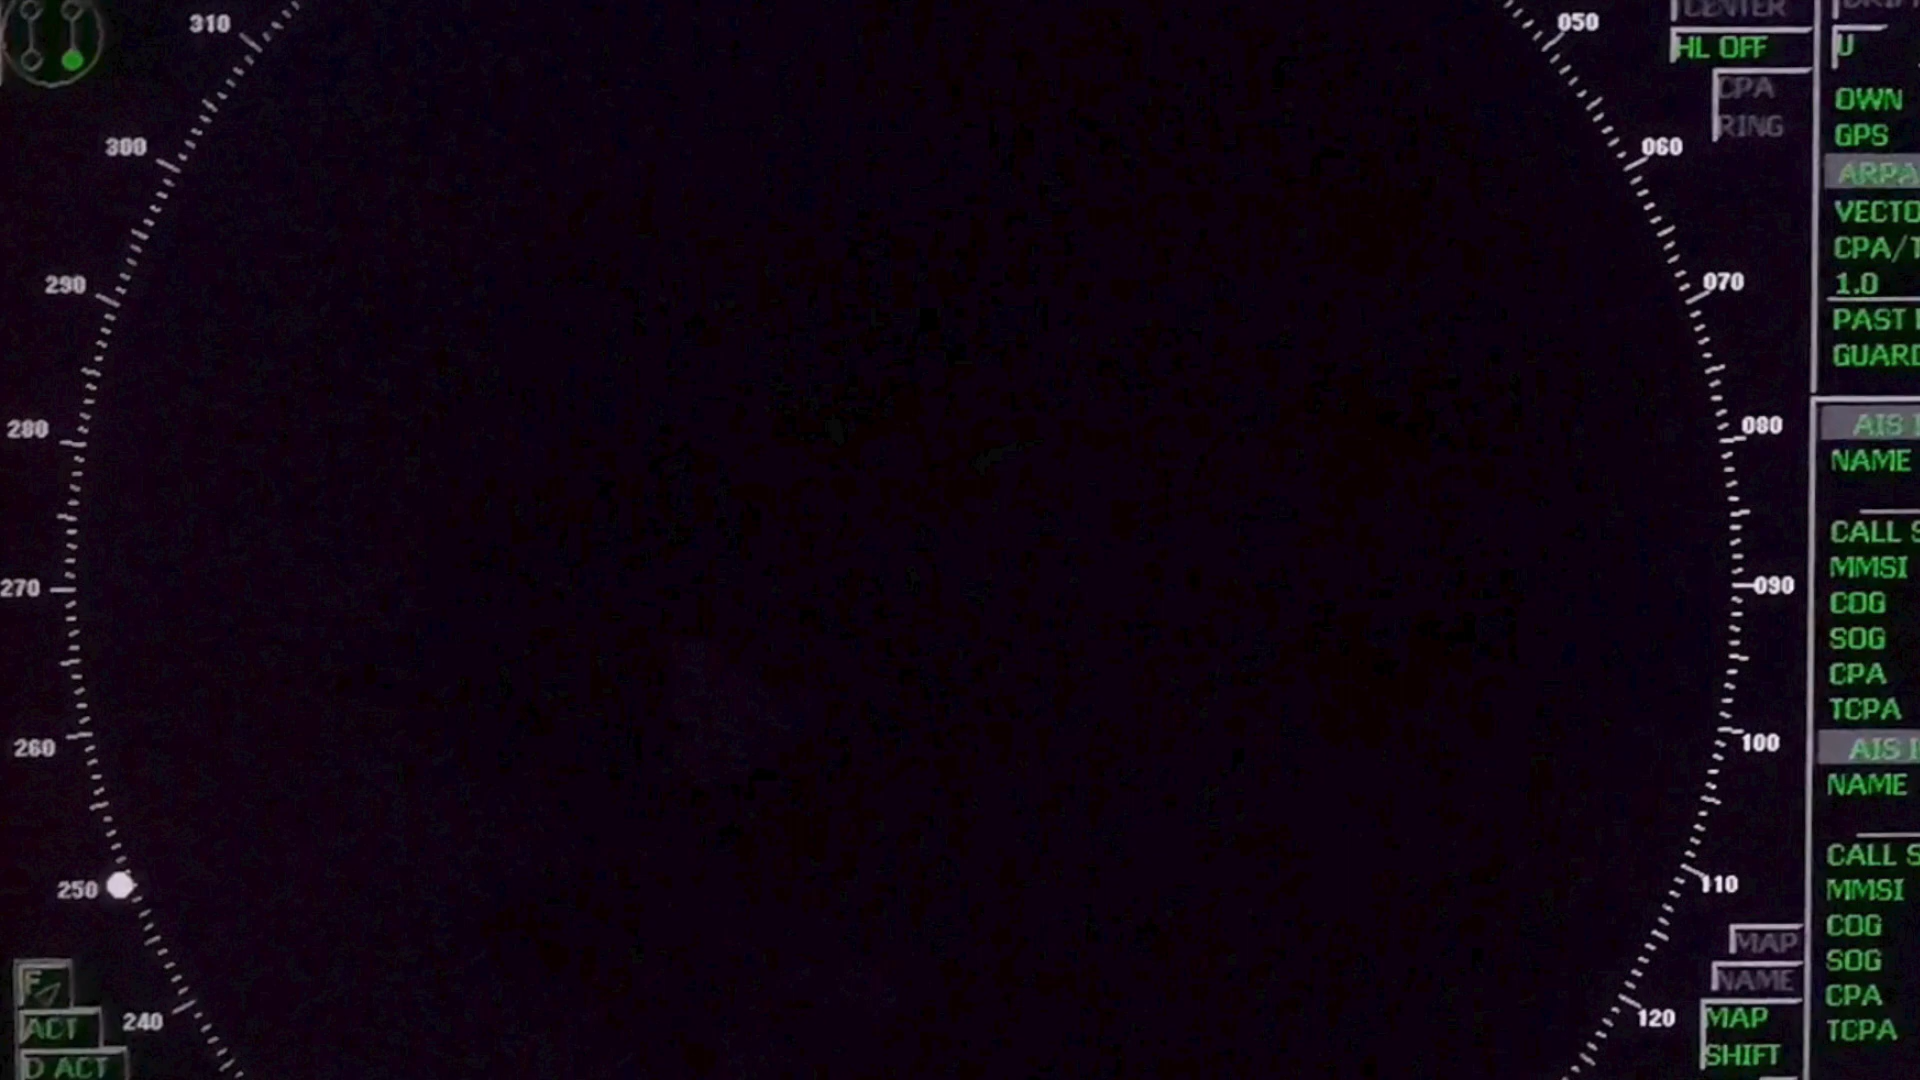 310
300
290
280
270
260
250
240
050
060
070
080
090
100
110
120
CENTER
HL OFF
CPA
RING
MAP
NAME
MAP
SHIFT
F
ACT
D ACT
U
OWN
GPS
ARPA
VECTO
CPA/T
1.0
PAST
GUARD
AIS
NAME
CALL S
MMSI
COG
SOG
CPA
TCPA
AIS
NAME
CALL S
MMSI
COG
SOG
CPA
TCPA